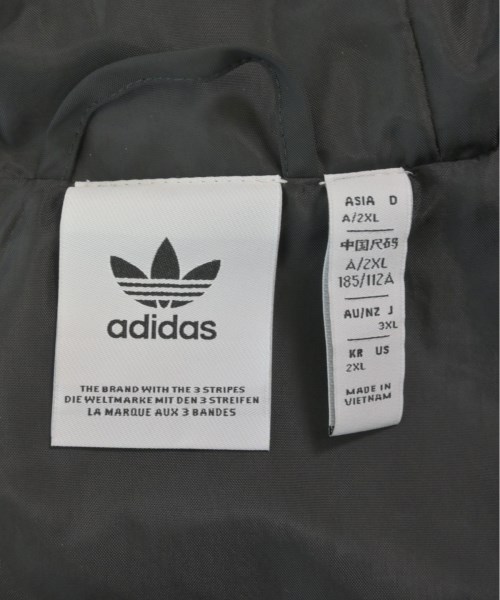 adidas
THE BRAND WITH THE 3 STRIPES
DIE WELTMARKE MIT DEN 3 STREIFEN
LA MARQUE AUX 3 BANDES
ASIA D
A/2XL
中国尺码
A/2XL
185/112A
AU/NZ J
3XL
KR US
2XL
MADE IN
VIETNAM